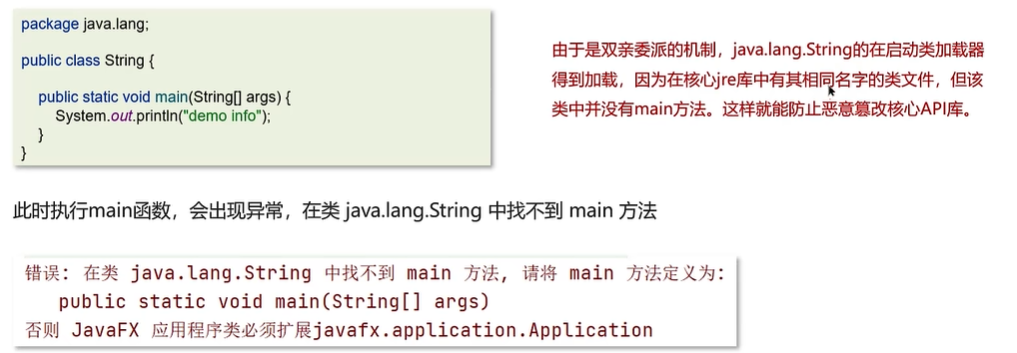 package java.lang;
public class String {
public static void main(String[] args) {
System.out.println("demo info");
}
}
由于是双亲委派的机制，java.lang.String的在启动类加载器
得到加载，因为在核心jre库中有其相同名字的类文件，但该
类中并没有main方法。这样就能防止恶意篡改核心API库。
此时执行main函数，会出现异常，在类 java.lang.String 中找不到 main 方法
错误: 在类 java.lang.String 中找不到 main 方法, 请将 main 方法定义为:
public static void main(String[] args)
否则 JavaFX 应用程序类必须扩展javafx.application.Application